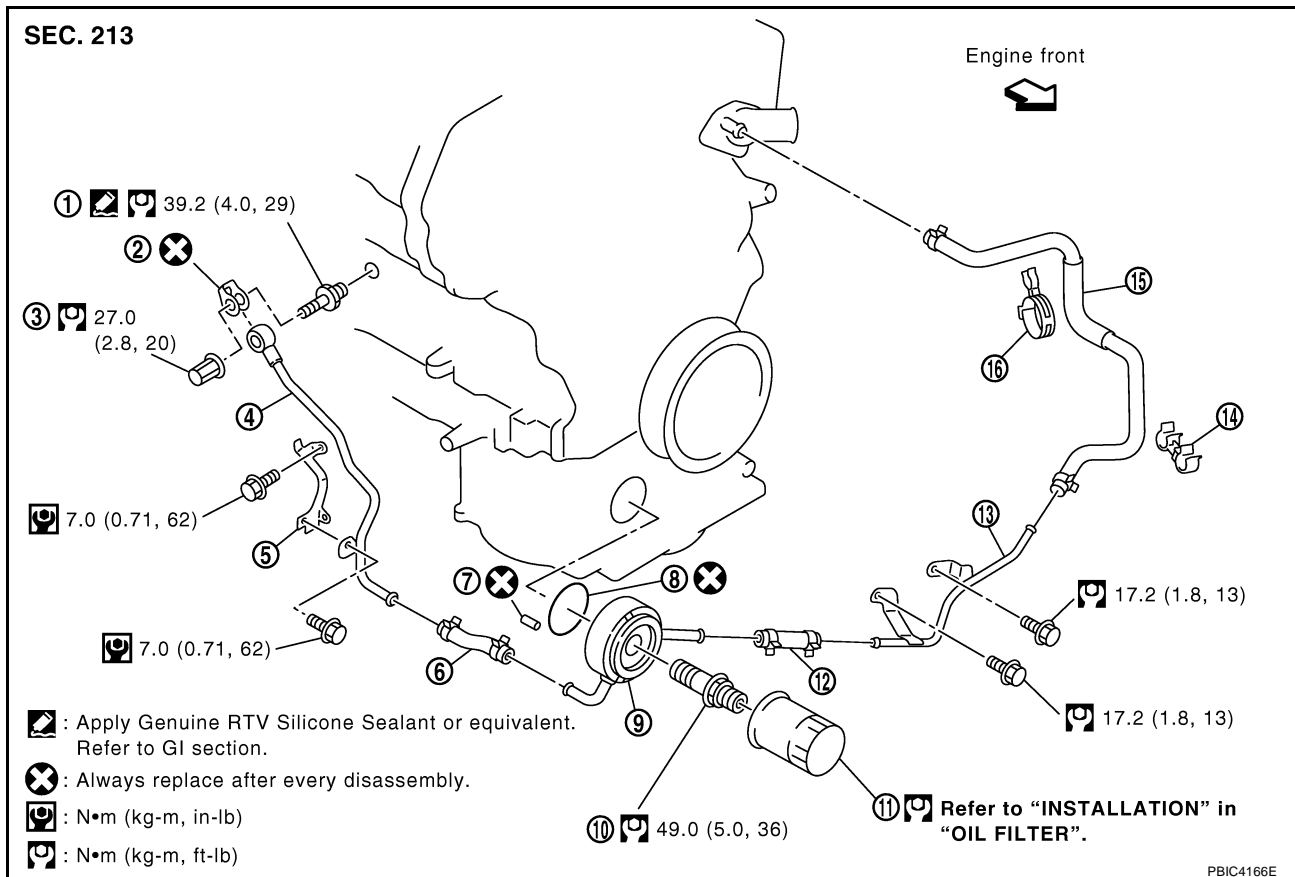 SEC. 213
Engine front
① 39.2 (4.0, 29)
②
③ 27.0
(2.8, 20)
④
7.0 (0.71, 62)
⑤
7.0 (0.71, 62)
⑥
⑦
⑧
⑨
⑩ 49.0 (5.0, 36)
⑪ Refer to “INSTALLATION” in
“OIL FILTER”.
⑫
⑬
⑭
⑮
⑯
17.2 (1.8, 13)
17.2 (1.8, 13)
: Apply Genuine RTV Silicone Sealant or equivalent.
Refer to GI section.
: Always replace after every disassembly.
: N•m (kg-m, in-lb)
: N•m (kg-m, ft-lb)
PBIC4166E